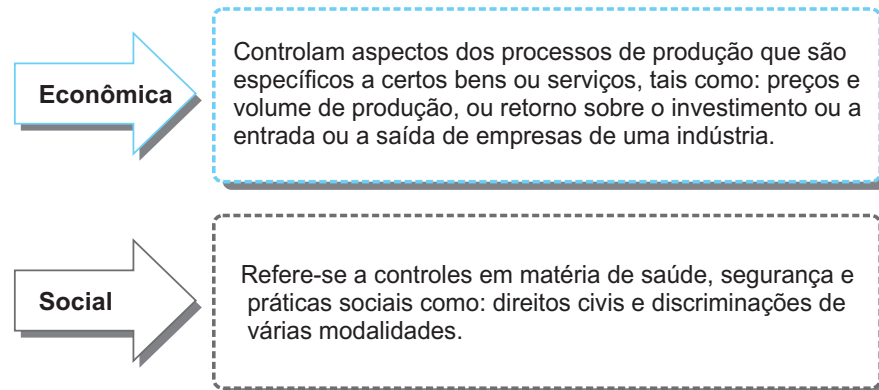 Econômica
Controlam aspectos dos processos de produção que são
específicos a certos bens ou serviços, tais como: preços e
volume de produção, ou retorno sobre o investimento ou a
entrada ou a saída de empresas de uma indústria.
Social
Refere-se a controles em matéria de saúde, segurança e
práticas sociais como: direitos civis e discriminações de
várias modalidades.